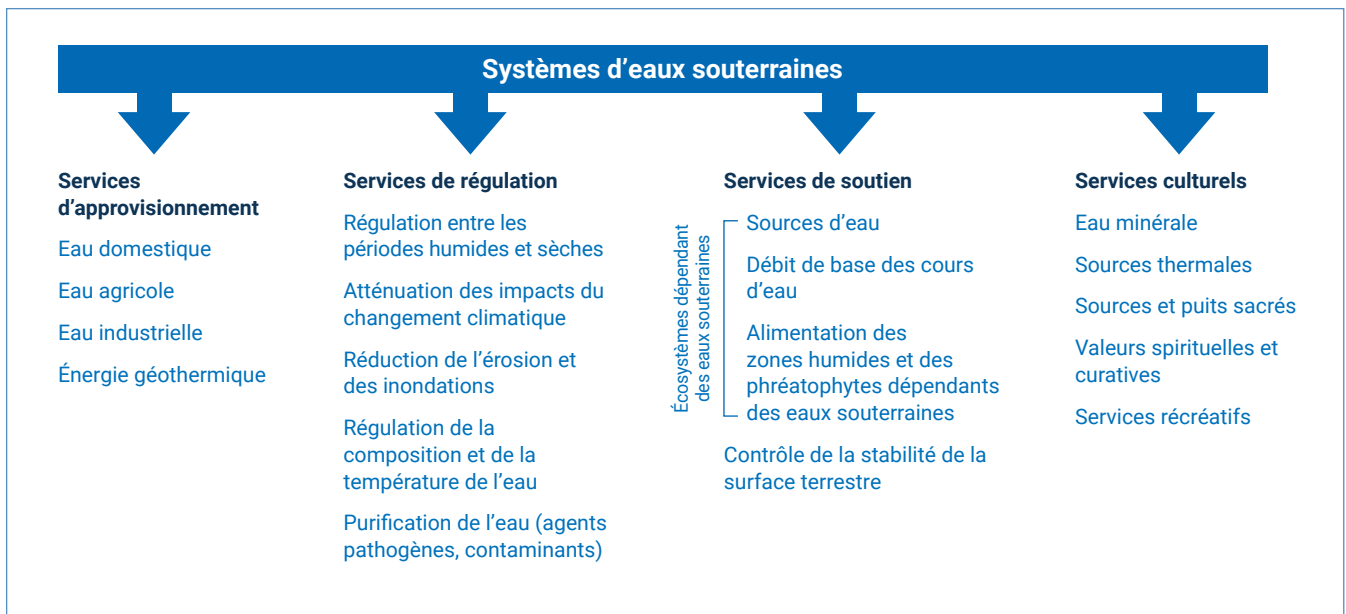 Systèmes d’eaux souterraines
Services
d’approvisionnement
Eau domestique
Eau agricole
Eau industrielle
Énergie géothermique
Services de régulation
Régulation entre les
périodes humides et sèches
Atténuation des impacts du
changement climatique
Réduction de l’érosion et
des inondations
Régulation de la
composition et de la
température de l’eau
Purification de l’eau (agents
pathogènes, contaminants)
Services de soutien
Écosystèmes dépendant
des eaux souterraines
Sources d’eau
Débit de base des cours
d’eau
Alimentation des
zones humides et des
phréatophytes dépendants
des eaux souterraines
Contrôle de la stabilité de la
surface terrestre
Services culturels
Eau minérale
Sources thermales
Sources et puits sacrés
Valeurs spirituelles et
curatives
Services récréatifs